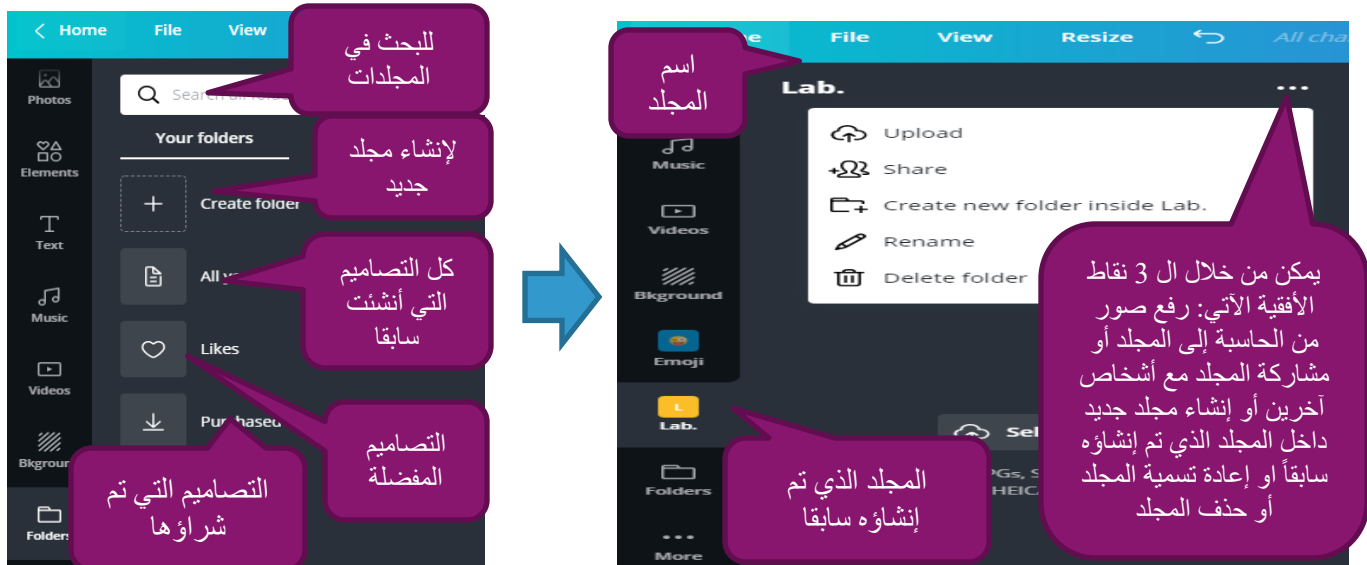 Home File View
للبحث في
المجلدات
Photos
Your folders
لإنشاء مجلد
جديد
Elements
Create folder
Text
All
كل التصاميم
التي أنشئت
سابقا
Music
Likes
Videos
Purchased
التصاميم
المفضلة
التصاميم التي تم
شراؤها
File View Resize
اسم
المجلد
Lab.
Upload
Music
Share
Create new folder inside Lab.
Videos
Rename
Delete folder
Bkground
يمكن من خلال ال 3 نقاط
الأفقية الآتي: رفع صور
من الحاسبة إلى المجلد أو
مشاركة المجلد مع أشخاص
آخرين أو إنشاء مجلد جديد
داخل المجلد الذي تم إنشاؤه
سابقاً او إعادة تسمية المجلد
أو حذف المجلد
Emoji
L
Lab.
المجلد الذي تم
إنشاؤه سابقا
Folders
More